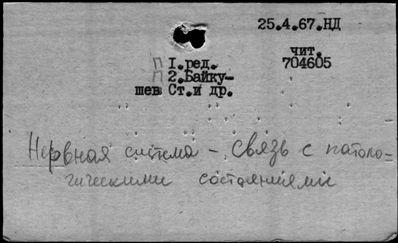 25.4.67.НД
чит.
704605
П 1.ред.
П 2.Байку-
шев Ст.и др.
Нервная система - связь с патоло-
гическими состояниями